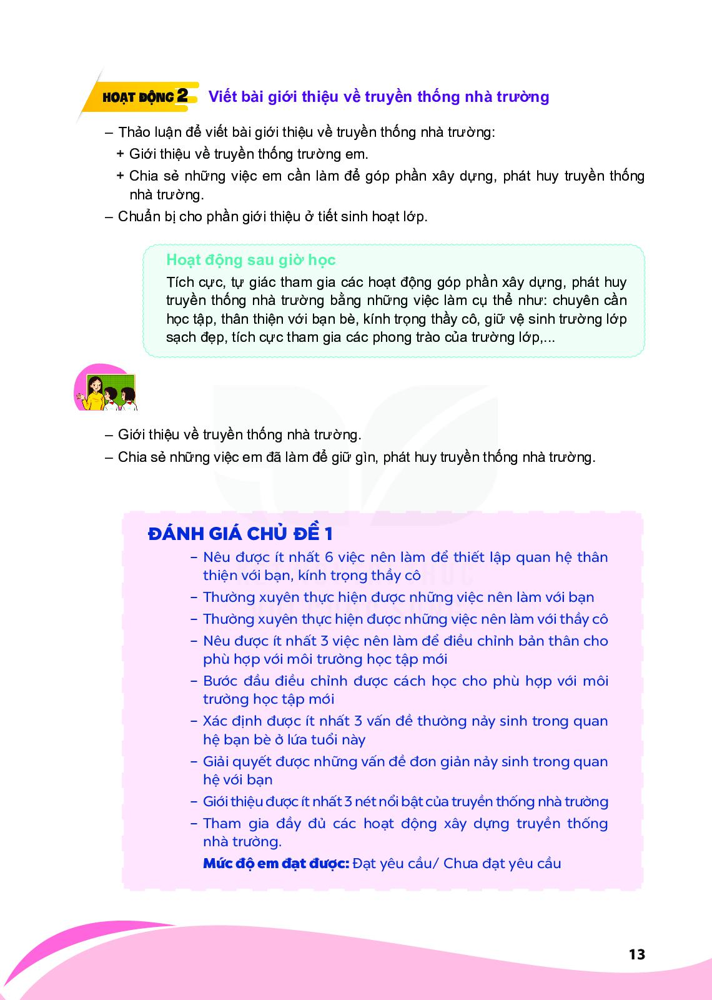 HOẠT ĐỘNG 2 Viết bài giới thiệu về truyền thống nhà trường
– Thảo luận để viết bài giới thiệu về truyền thống nhà trường:
+ Giới thiệu về truyền thống trường em.
+ Chia sẻ những việc em cần làm để góp phần xây dựng, phát huy truyền thống
nhà trường.
– Chuẩn bị cho phần giới thiệu ở tiết sinh hoạt lớp.
Hoạt động sau giờ học
Tích cực, tự giác tham gia các hoạt động góp phần xây dựng, phát huy
truyền thống nhà trường bằng những việc làm cụ thể như: chuyên cần
học tập, thân thiện với bạn bè, kính trọng thầy cô, giữ vệ sinh trường lớp
sạch đẹp, tích cực tham gia các phong trào của trường lớp,...
– Giới thiệu về truyền thống nhà trường.
– Chia sẻ những việc em đã làm để giữ gìn, phát huy truyền thống nhà trường.
ĐÁNH GIÁ CHỦ ĐỀ 1
– Nêu được ít nhất 6 việc nên làm để thiết lập quan hệ thân
thiện với bạn, kính trọng thầy cô
– Thường xuyên thực hiện được những việc nên làm với bạn
– Thường xuyên thực hiện được những việc nên làm với thầy cô
– Nêu được ít nhất 3 việc nên làm để điều chỉnh bản thân cho
phù hợp với môi trường học tập mới
– Bước đầu điều chỉnh được cách học cho phù hợp với môi
trường học tập mới
– Xác định được ít nhất 3 vấn đề thường nảy sinh trong quan
hệ bạn bè ở lứa tuổi này
– Giải quyết được những vấn đề đơn giản nảy sinh trong quan
hệ với bạn
– Giới thiệu được ít nhất 3 nét nổi bật của truyền thống nhà trường
– Tham gia đầy đủ các hoạt động xây dựng truyền thống
nhà trường.
Mức độ em đạt được: Đạt yêu cầu/ Chưa đạt yêu cầu
13